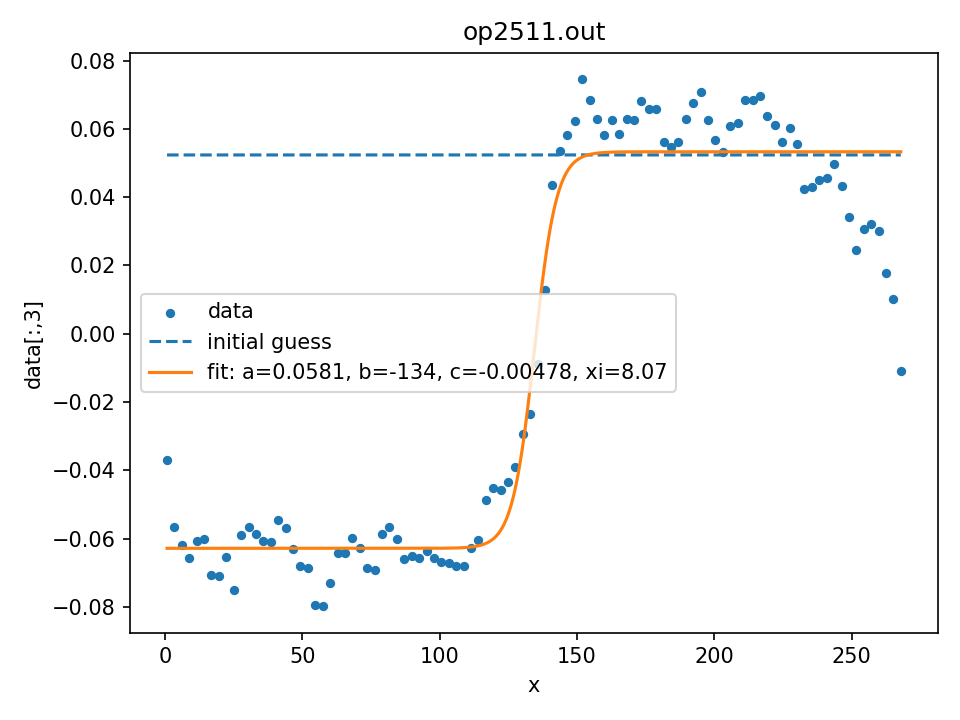 op2511.out
0.08
0.06
0.04
0.02
0.00
−0.02
−0.04
−0.06
−0.08
data[:,3]
data
initial guess
fit: a=0.0581, b=-134, c=-0.00478, xi=8.07
0 50 100 150 200 250
x